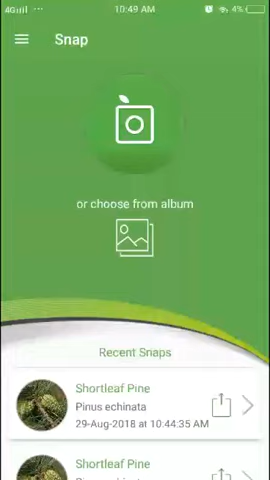 4G 10:49 AM 4%
Snap
or choose from album
Recent Snaps
Shortleaf Pine
Pinus echinata
29-Aug-2018 at 10:44:35 AM
Shortleaf Pine